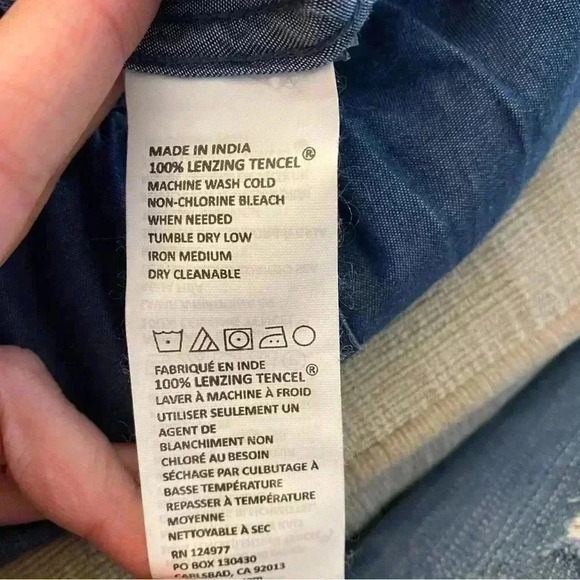 MADE IN INDIA
100% LENZING TENCEL®
MACHINE WASH COLD
NON-CHLORINE BLEACH
WHEN NEEDED
TUMBLE DRY LOW
IRON MEDIUM
DRY CLEANABLE
FABRIQUÉ EN INDE
100% LENZING TENCEL®
LAVER À MACHINE À FROID
UTILISER SEULEMENT UN
AGENT DE
BLANCHIMENT NON
CHLORÉ AU BESOIN
SÉCHAGE PAR CULBUTAGE À
BASSE TEMPÉRATURE
REPASSER À TEMPÉRATURE
MOYENNE
NETTOYABLE À SEC
RN 124977
PO BOX 130430
CARLSBAD, CA 92013